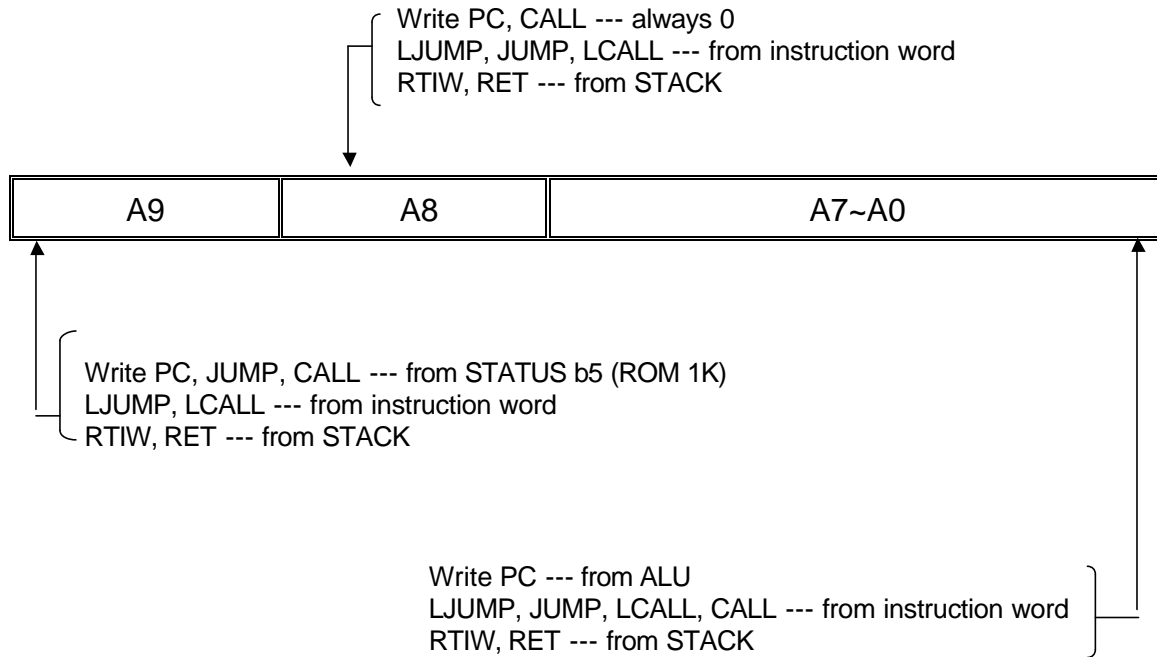 Write PC, CALL --- always 0
LJUMP, JUMP, LCALL --- from instruction word
RTIW, RET --- from STACK
A9 A8 A7~A0
Write PC, JUMP, CALL --- from STATUS b5 (ROM 1K)
LJUMP, LCALL --- from instruction word
RTIW, RET --- from STACK
Write PC --- from ALU
LJUMP, JUMP, LCALL, CALL --- from instruction word
RTIW, RET --- from STACK